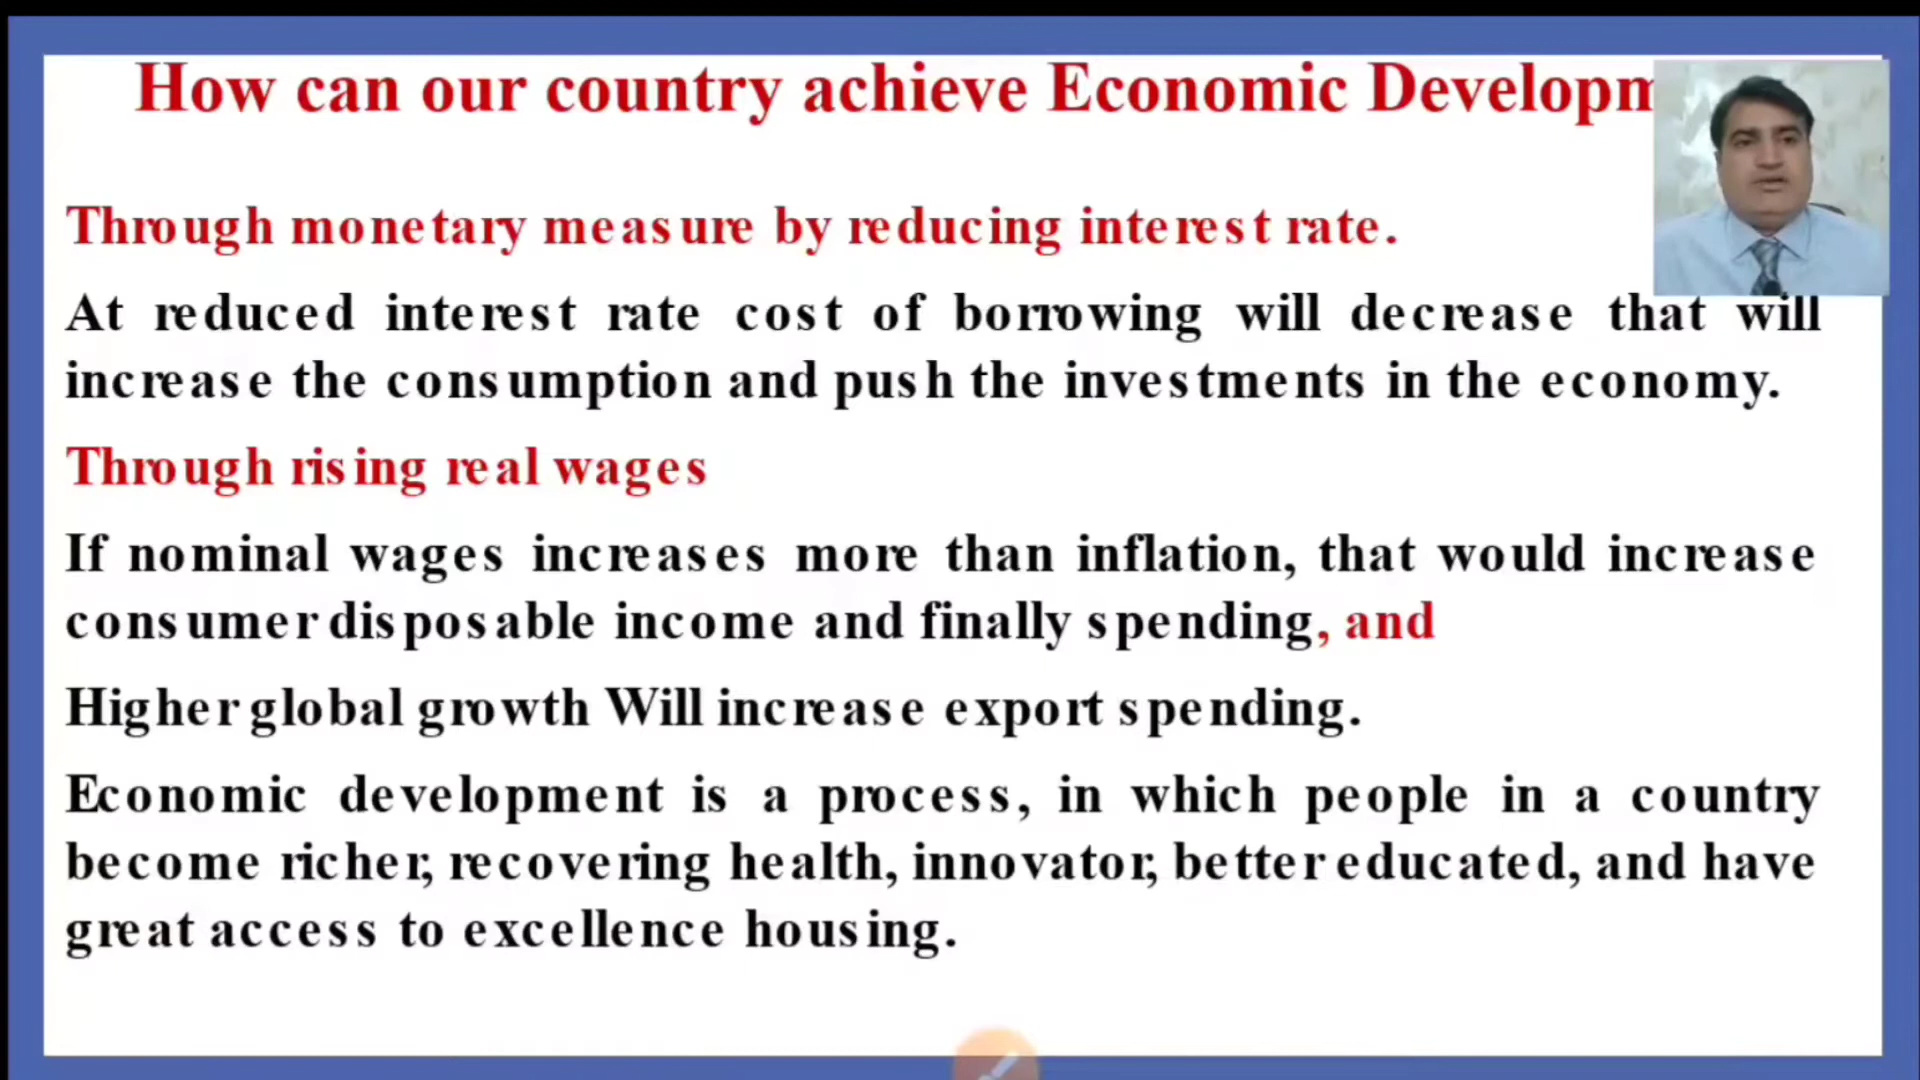 How can our country achieve Economic Developm
Through monetary measure by reducing interest rate.
At reduced interest rate cost of borrowing will decrease that will
increase the consumption and push the investments in the economy.
Through rising real wages
If nominal wages increases more than inflation, that would increase
consumer disposable income and finally spending, and
Higher global growth Will increase export spending.
Economic development is a process, in which people in a country
become richer, recovering health, innovator, better educated, and have
great access to excellence housing.